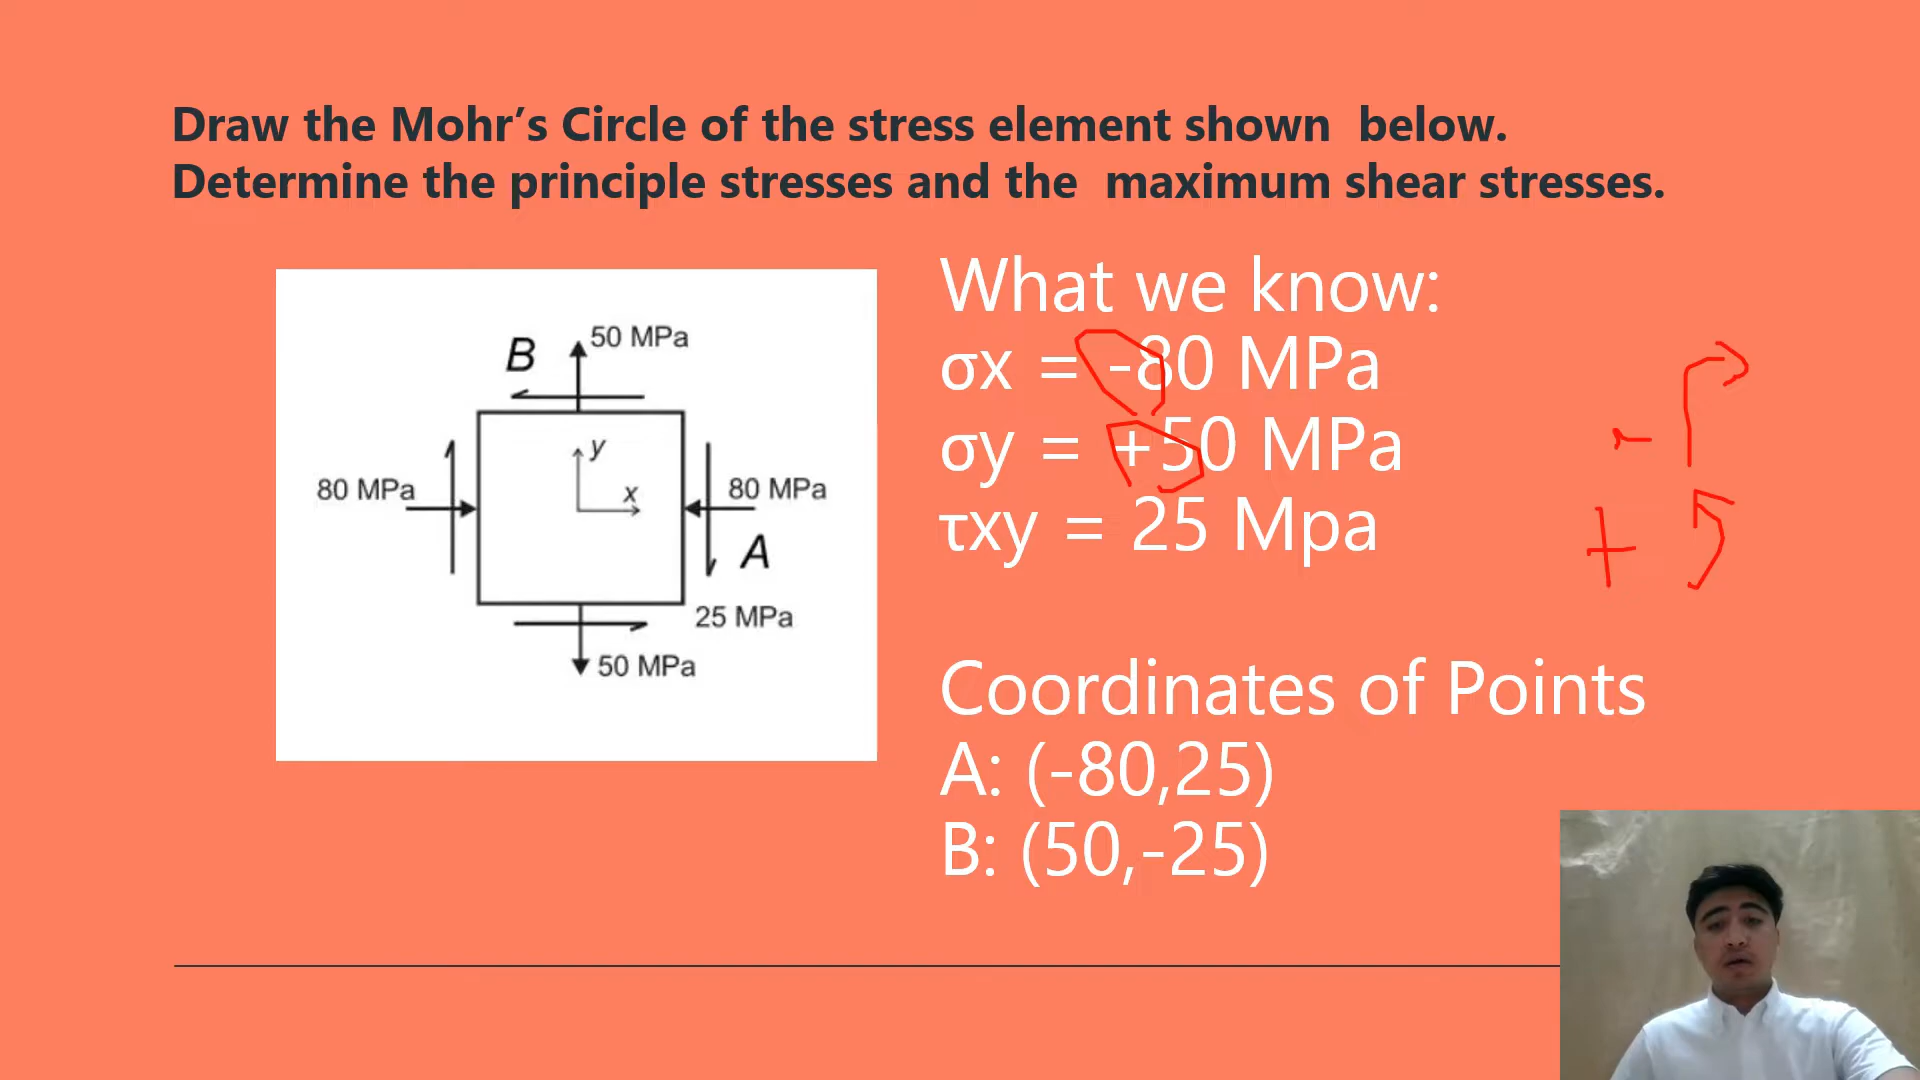 Draw the Mohr’s Circle of the stress element shown below.
Determine the principle stresses and the maximum shear stresses.
B
50 MPa
y
x
80 MPa
80 MPa
A
25 MPa
50 MPa
What we know:
σx = -80 MPa
σy = +50 MPa
τxy = 25 Mpa
-
+
Coordinates of Points
A: (-80,25)
B: (50,-25)